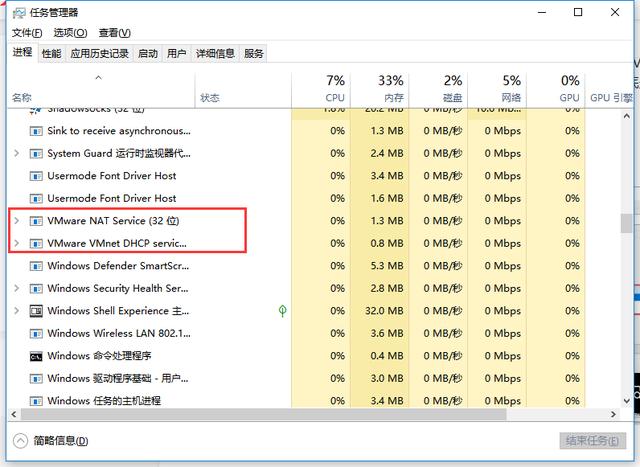 任务管理器
文件(F) 选项(O) 查看(V)
进程 性能 应用历史记录 启动 用户 详细信息 服务
7% 33% 2% 5% 0%
名称 状态 CPU 内存 磁盘 网络 GPU GPU 引擎
Shadowsocks (32 位) 1.8% 20.2 MB 0 MB/秒
Sink to receive asynchronous... 0% 1.3 MB 0 MB/秒 0 Mbps 0%
System Guard 运行时监视器代... 0% 2.4 MB 0 MB/秒 0 Mbps 0%
Usermode Font Driver Host 0% 3.4 MB 0 MB/秒 0 Mbps 0%
Usermode Font Driver Host 0% 1.6 MB 0 MB/秒 0 Mbps 0%
VMware NAT Service (32 位) 0% 1.3 MB 0 MB/秒 0 Mbps 0%
VMware VMnet DHCP servic... 0% 0.8 MB 0 MB/秒 0 Mbps 0%
Windows Defender SmartScr... 0% 5.3 MB 0 MB/秒 0 Mbps 0%
Windows Security Health Ser... 0% 2.8 MB 0 MB/秒 0 Mbps 0%
Windows Shell Experience 主... 0% 32.0 MB 0 MB/秒 0 Mbps 0%
Windows Wireless LAN 802.1... 0% 3.6 MB 0 MB/秒 0 Mbps 0%
Windows 命令处理程序 0% 0.4 MB 0 MB/秒 0 Mbps 0%
Windows 驱动程序基础 - 用户... 0% 3.0 MB 0 MB/秒 0 Mbps 0%
Windows 任务的主机进程 0% 3.4 MB 0 MB/秒 0 Mbps 0%
简略信息(D) 结束任务(E)